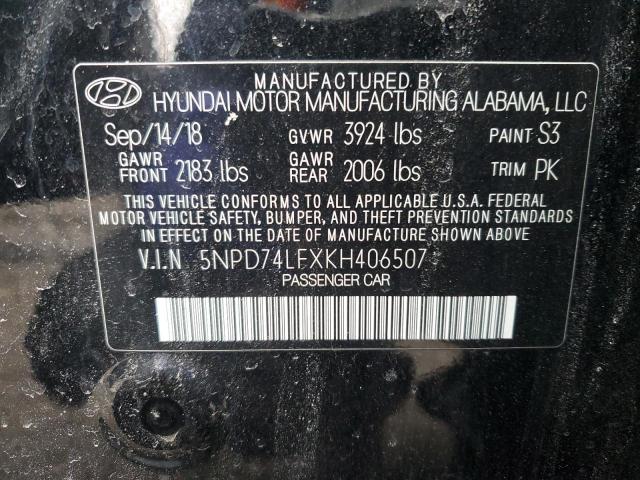 MANUFACTURED BY
HYUNDAI MOTOR MANUFACTURING ALABAMA, LLC
Sep/14/18 GVWR 3924 lbs PAINT S3
GAWR FRONT 2183 lbs GAWR REAR 2006 lbs TRIM PK
THIS VEHICLE CONFORMS TO ALL APPLICABLE U.S.A. FEDERAL
MOTOR VEHICLE SAFETY, BUMPER, AND THEFT PREVENTION STANDARDS
IN EFFECT ON THE DATE OF MANUFACTURE SHOWN ABOVE.
V.I.N 5NPD74LFXKH406507
PASSENGER CAR